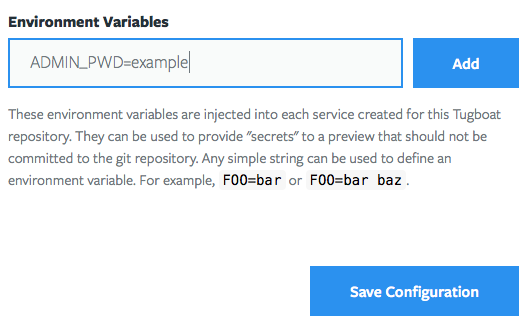 Environment Variables
ADMIN_PWD=example
Add
These environment variables are injected into each service created for this Tugboat
repository. They can be used to provide "secrets" to a preview that should not be
committed to the git repository. Any simple string can be used to define an
environment variable. For example, FOO=bar or FOO=bar baz.
Save Configuration